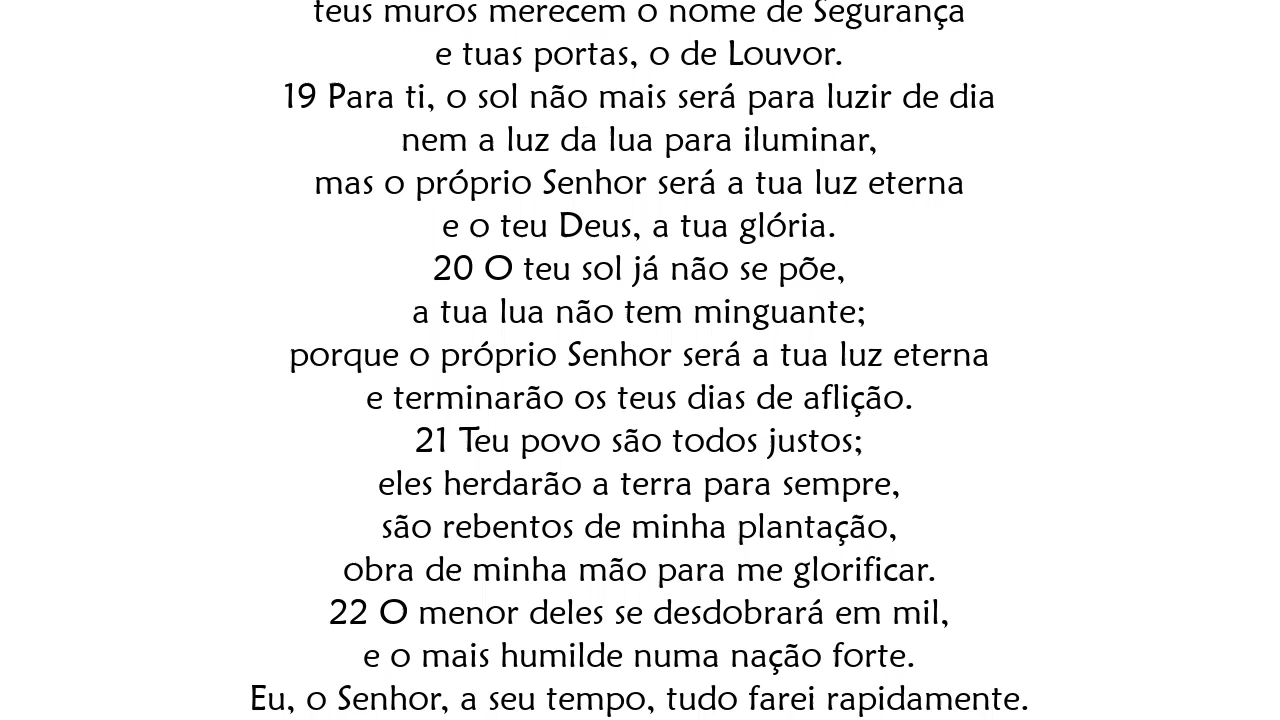 teus muros merecem o nome de Segurança
e tuas portas, o de Louvor.
19 Para ti, o sol não mais será para luzir de dia
nem a luz da lua para iluminar,
mas o próprio Senhor será a tua luz eterna
e o teu Deus, a tua glória.
20 O teu sol já não se põe,
a tua lua não tem minguante;
porque o próprio Senhor será a tua luz eterna
e terminarão os teus dias de aflição.
21 Teu povo são todos justos;
eles herdarão a terra para sempre,
são rebentos de minha plantação,
obra de minha mão para me glorificar.
22 O menor deles se desdobrará em mil,
e o mais humilde numa nação forte.
Eu, o Senhor, a seu tempo, tudo farei rapidamente.